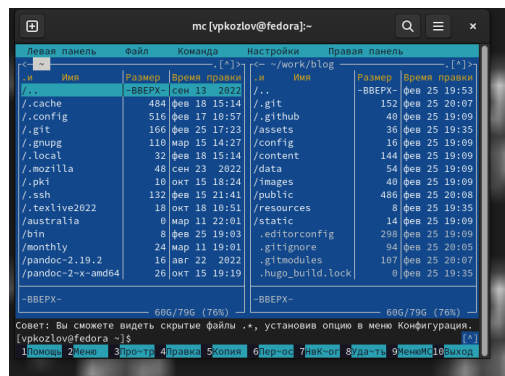 mc [vpkozlov@fedora]:~
Левая панель Файл Команда Настройки Правая панель
<─ ~ .[^]>
<─ ~/work/blog .[^]>
.и Имя Размер Время правки
/.. -ВВЕРХ- сен 13 2022
/.cache 484 фев 18 15:14
/.config 516 фев 17 10:57
/.git 166 фев 25 17:23
/.gnupg 110 мар 15 14:27
/.local 32 фев 18 15:14
/.mozilla 48 сен 23 2022
/.pki 10 окт 15 18:24
/.ssh 132 фев 15 21:41
/.texlive2022 18 окт 18 10:51
/australia 0 мар 11 22:01
/bin 8 фев 25 19:03
/monthly 24 мар 11 19:01
/pandoc-2.19.2 16 авг 22 2022
/pandoc-2~x-amd64 26 окт 15 19:19
-ВВЕРХ-
60G/79G (76%)
.и Имя Размер Время правки
/.. -ВВЕРХ- фев 25 19:53
/.git 152 фев 25 20:07
/.github 40 фев 25 19:09
/assets 36 фев 25 19:35
/config 16 фев 25 19:09
/content 144 фев 25 19:09
/data 54 фев 25 19:09
/images 40 фев 25 19:09
/public 486 фев 25 20:08
/resources 8 фев 25 19:35
/static 14 фев 25 19:09
.editorconfig 298 фев 25 19:09
.gitignore 94 фев 25 20:05
.gitmodules 107 фев 25 20:07
.hugo_build.lock 0 фев 25 19:35
-ВВЕРХ-
60G/79G (76%)
Совет: Вы сможете видеть скрытые файлы .*, установив опцию в меню Конфигурация.
[vpkozlov@fedora ~]$ [^]
1Помощь 2Меню 3Про~тр 4Правка 5Копия 6Пер~ос 7НвК~ог 8Уда~ть 9МенюMC 10Выход